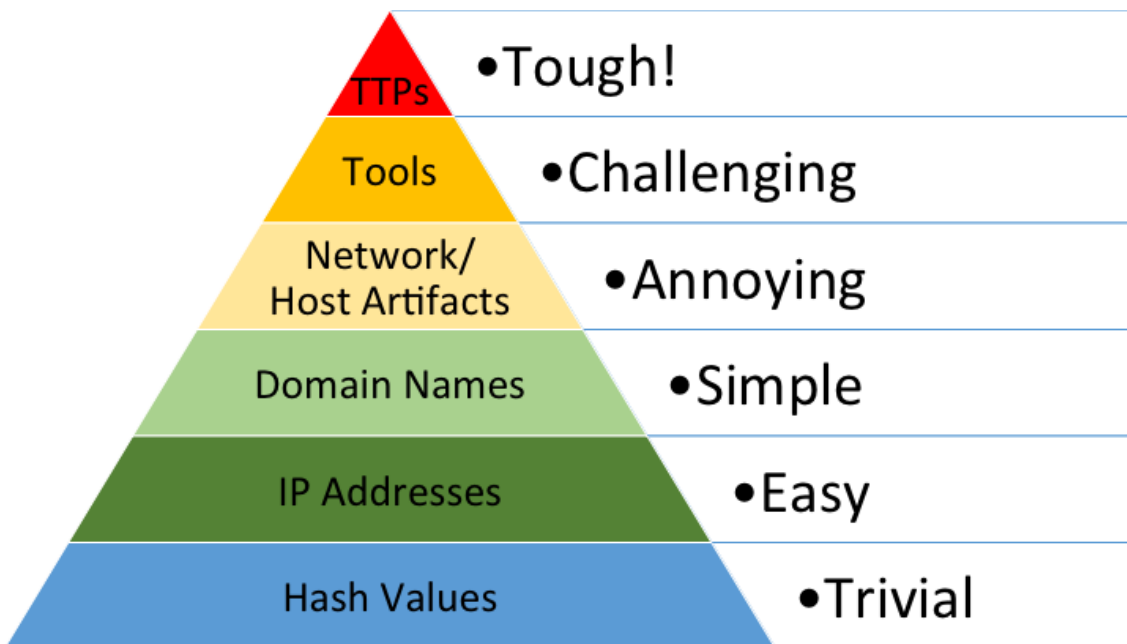 TTPs
•Tough!
Tools
•Challenging
Network/
Host Artifacts
•Annoying
Domain Names
•Simple
IP Addresses
•Easy
Hash Values
•Trivial